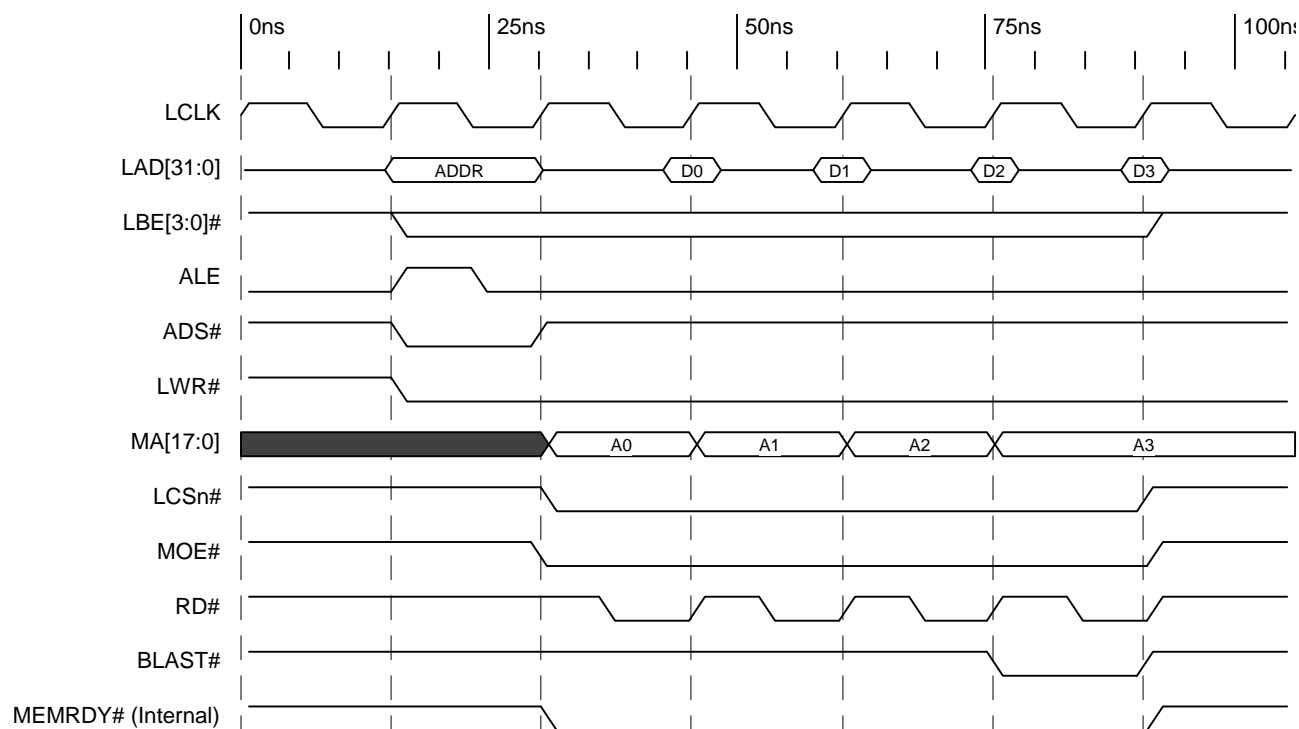 0ns 25ns 50ns 75ns 100ns
LCLK
LAD[31:0] ADDR D0 D1 D2 D3
LBE[3:0]#
ALE
ADS#
LWR#
MA[17:0] A0 A1 A2 A3
LCSn#
MOE#
RD#
BLAST#
MEMRDY# (Internal)